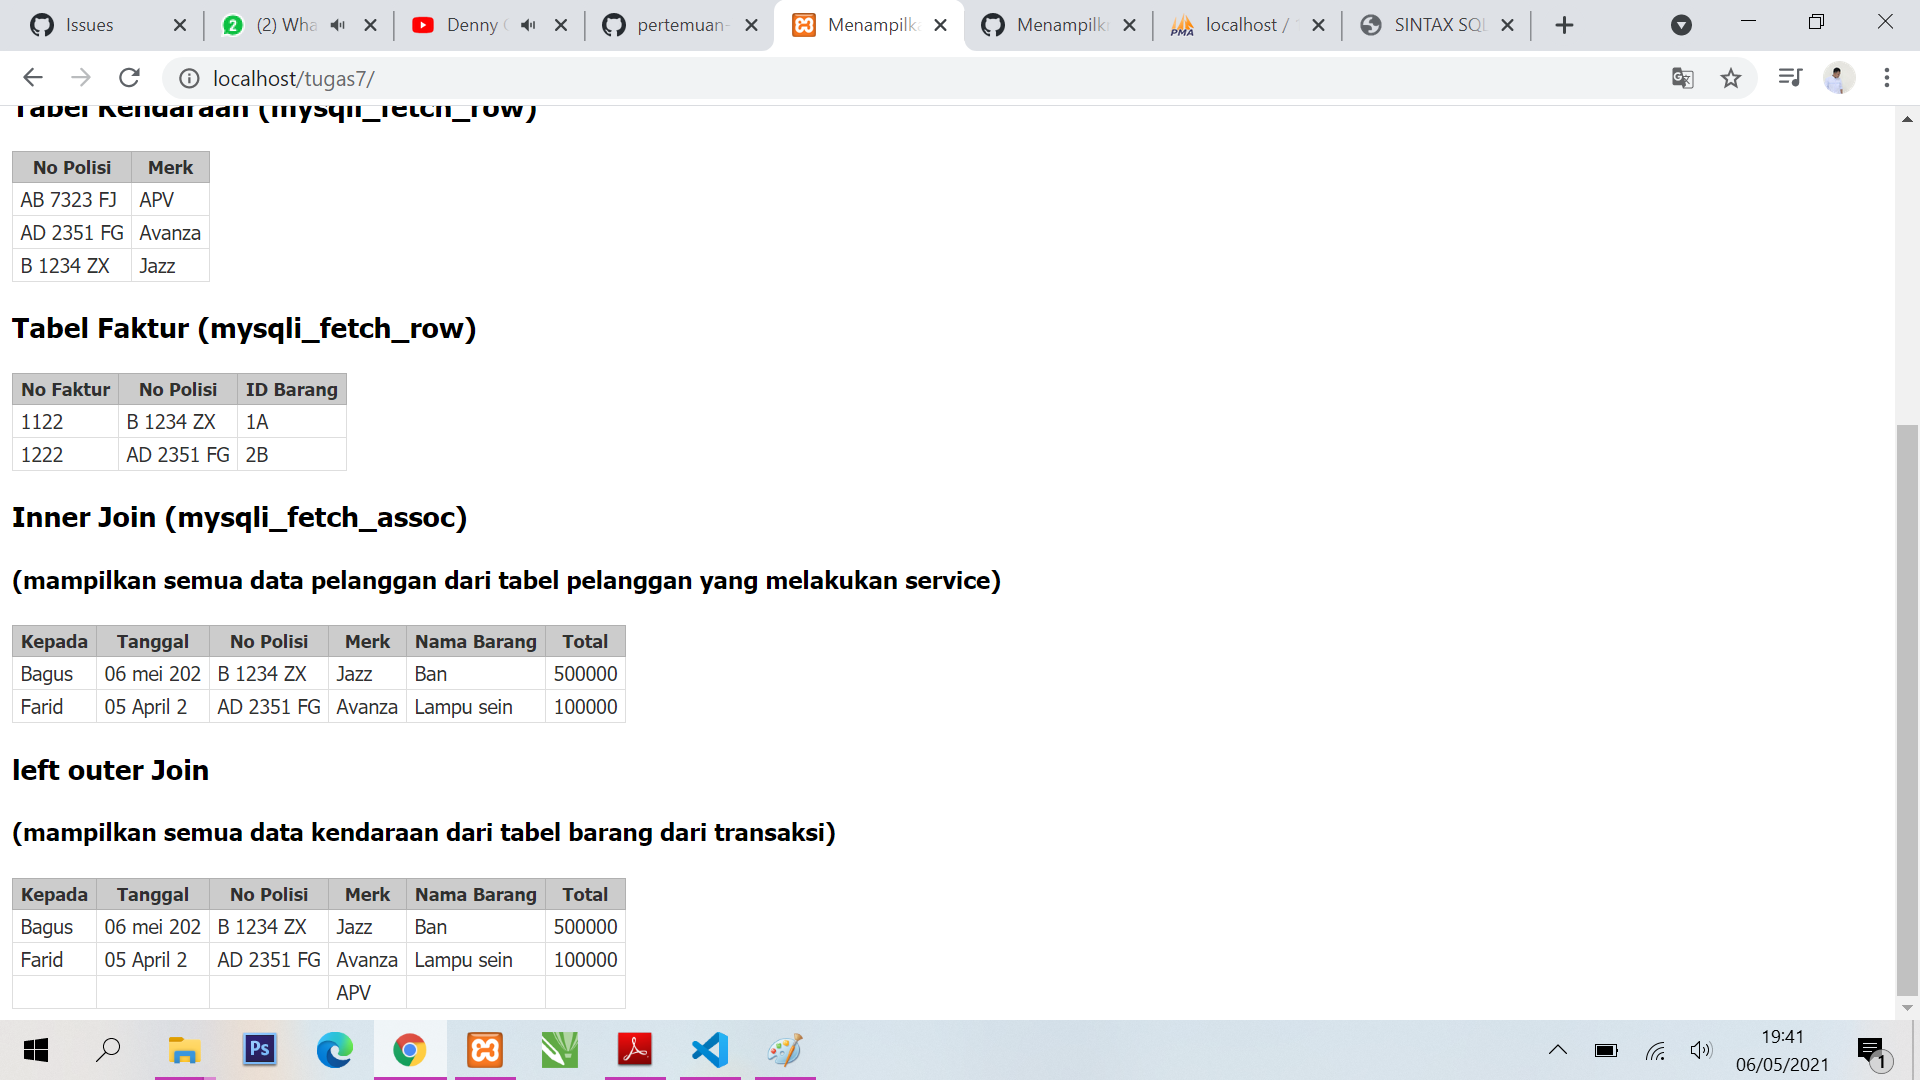 Issues
(2) Wha
Denny
pertemuan-
Menampilk
Menampilk
localhost /
SINTAX SQL
localhost/tugas7/
Tabel Kendaraan (mysqli_fetch_row)
No Polisi Merk
AB 7323 FJ APV
AD 2351 FG Avanza
B 1234 ZX Jazz
Tabel Faktur (mysqli_fetch_row)
No Faktur No Polisi ID Barang
1122 B 1234 ZX 1A
1222 AD 2351 FG 2B
Inner Join (mysqli_fetch_assoc)
(mampilkan semua data pelanggan dari tabel pelanggan yang melakukan service)
Kepada Tanggal No Polisi Merk Nama Barang Total
Bagus 06 mei 202 B 1234 ZX Jazz Ban 500000
Farid 05 April 2 AD 2351 FG Avanza Lampu sein 100000
left outer Join
(mampilkan semua data kendaraan dari tabel barang dari transaksi)
Kepada Tanggal No Polisi Merk Nama Barang Total
Bagus 06 mei 202 B 1234 ZX Jazz Ban 500000
Farid 05 April 2 AD 2351 FG Avanza Lampu sein 100000
APV
Ps
19:41
06/05/2021
1